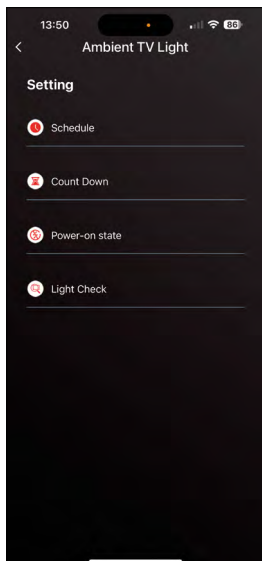 13:50
86
Ambient TV Light
Setting
Schedule
Count Down
Power-on state
Light Check